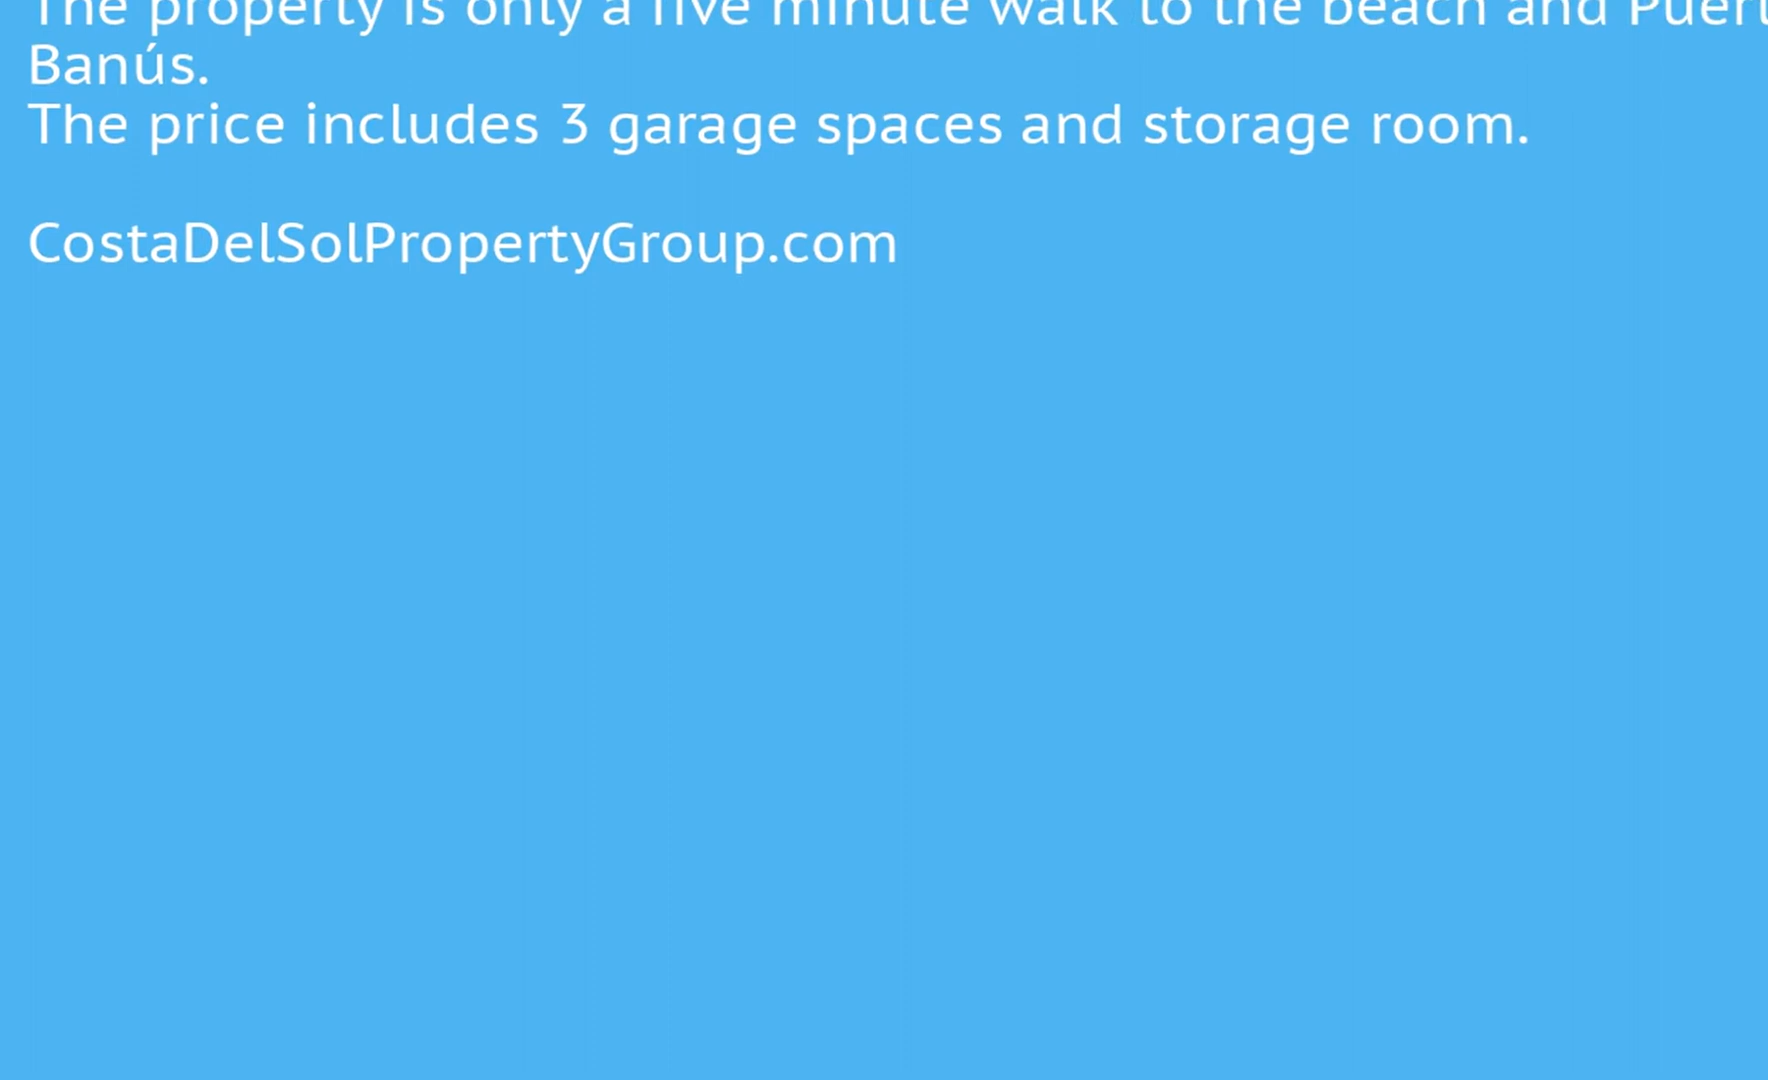 The property is only a five minute walk to the beach and
Banús.
The price includes 3 garage spaces and storage room.
CostaDelSolPropertyGroup.com